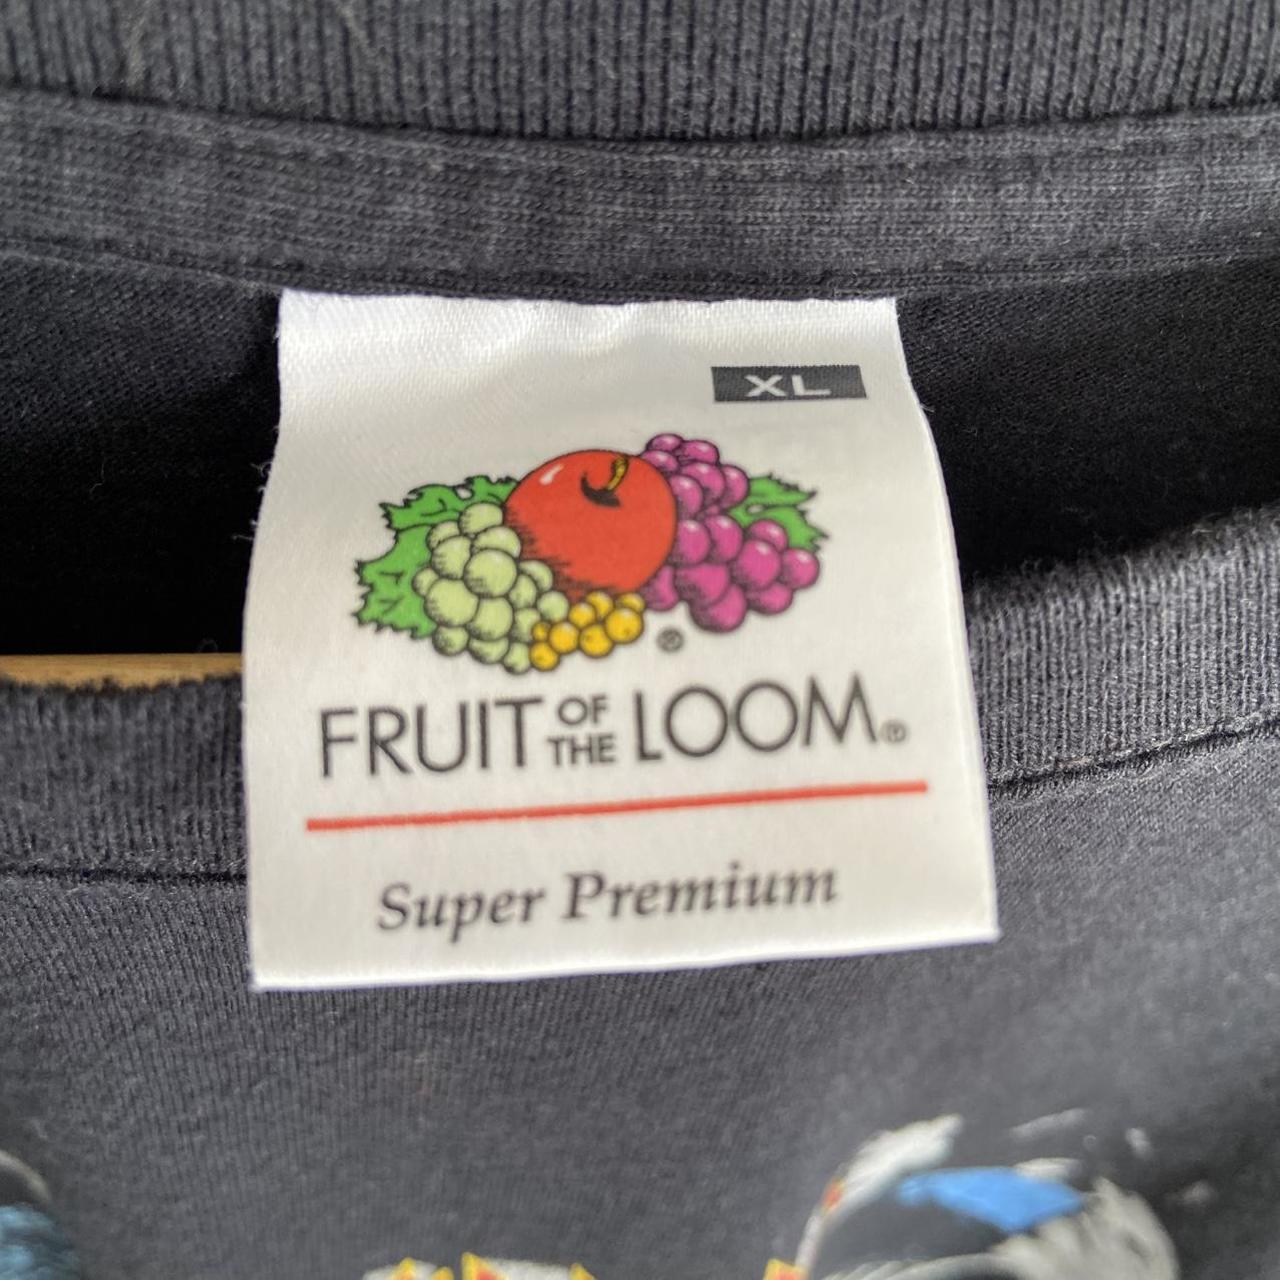 XL
®
FRUIT OF THE LOOM®
Super Premium